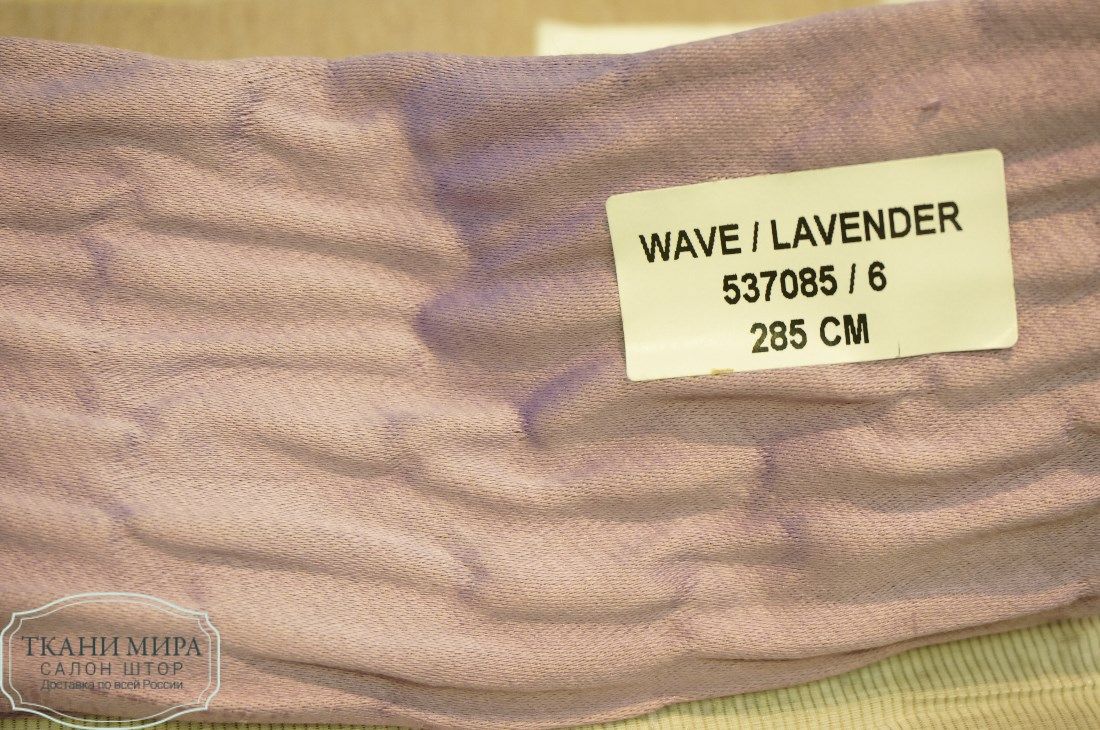 WAVE / LAVENDER
537085 / 6
285 CM
ТКАНИ МИРА
САЛОН ШТОР
Доставка по всей России